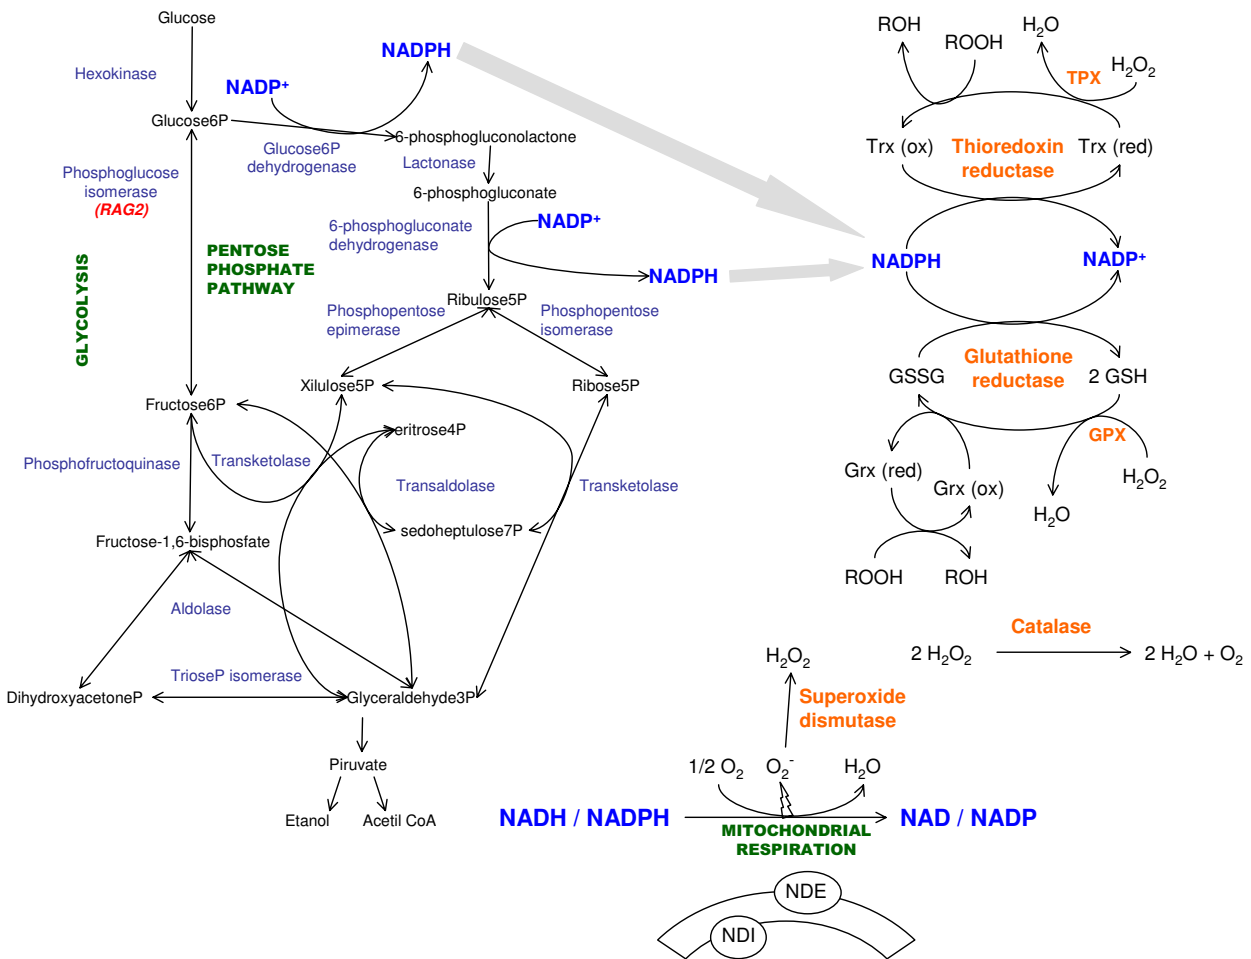 Glucose
Hexokinase
NADP+
NADPH
Glucose6P
6-phosphogluconolactone
Glucose6P
dehydrogenase
Lactonase
Phosphoglucose
isomerase
(RAG2)
6-phosphogluconate
6-phosphogluconate
dehydrogenase
NADP+
NADPH
PENTOSE
PHOSPHATE
PATHWAY
GLYCOLYSIS
Ribulose5P
Phosphopentose
epimerase
Phosphopentose
isomerase
Xilulose5P
Ribose5P
Fructose6P
eritrose4P
Phosphofructoquinase
Transketolase
Transaldolase
Transketolase
sedoheptulose7P
Fructose-1,6-bisphosfate
Aldolase
TrioseP isomerase
DihydroxyacetoneP
Glyceraldehyde3P
Piruvate
Etanol
Acetil CoA
ROH
ROOH
H2O
TPX
H2O2
Trx (ox)
Thioredoxin
reductase
Trx (red)
NADPH
NADP+
GSSG
Glutathione
reductase
2 GSH
GPX
Grx (red)
Grx (ox)
H2O2
H2O
ROOH
ROH
Catalase
2 H2O2
2 H2O + O2
H2O2
Superoxide
dismutase
1/2 O2
O2-
H2O
NADH / NADPH
NAD / NADP
MITOCHONDRIAL
RESPIRATION
NDE
NDI